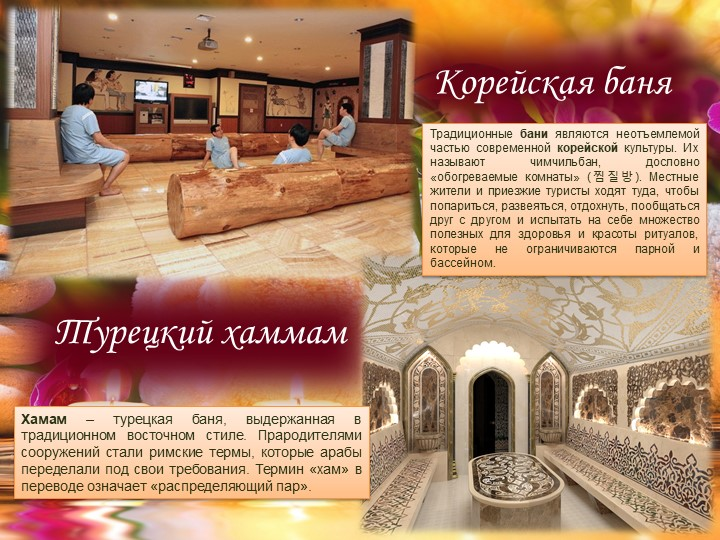 Корейская баня
Традиционные бани являются неотъемлемой
частью современной корейской культуры. Их
называют чимчильбан, дословно
«обогреваемые комнаты» (찜질방). Местные
жители и приезжие туристы ходят туда, чтобы
попариться, развеяться, отдохнуть, пообщаться
друг с другом и испытать на себе множество
полезных для здоровья и красоты ритуалов,
которые не ограничиваются парной и
бассейном.
Турецкий хаммам
Хамам – турецкая баня, выдержанная в
традиционном восточном стиле. Прародителями
сооружений стали римские термы, которые арабы
переделали под свои требования. Термин «хам» в
переводе означает «распределяющий пар».